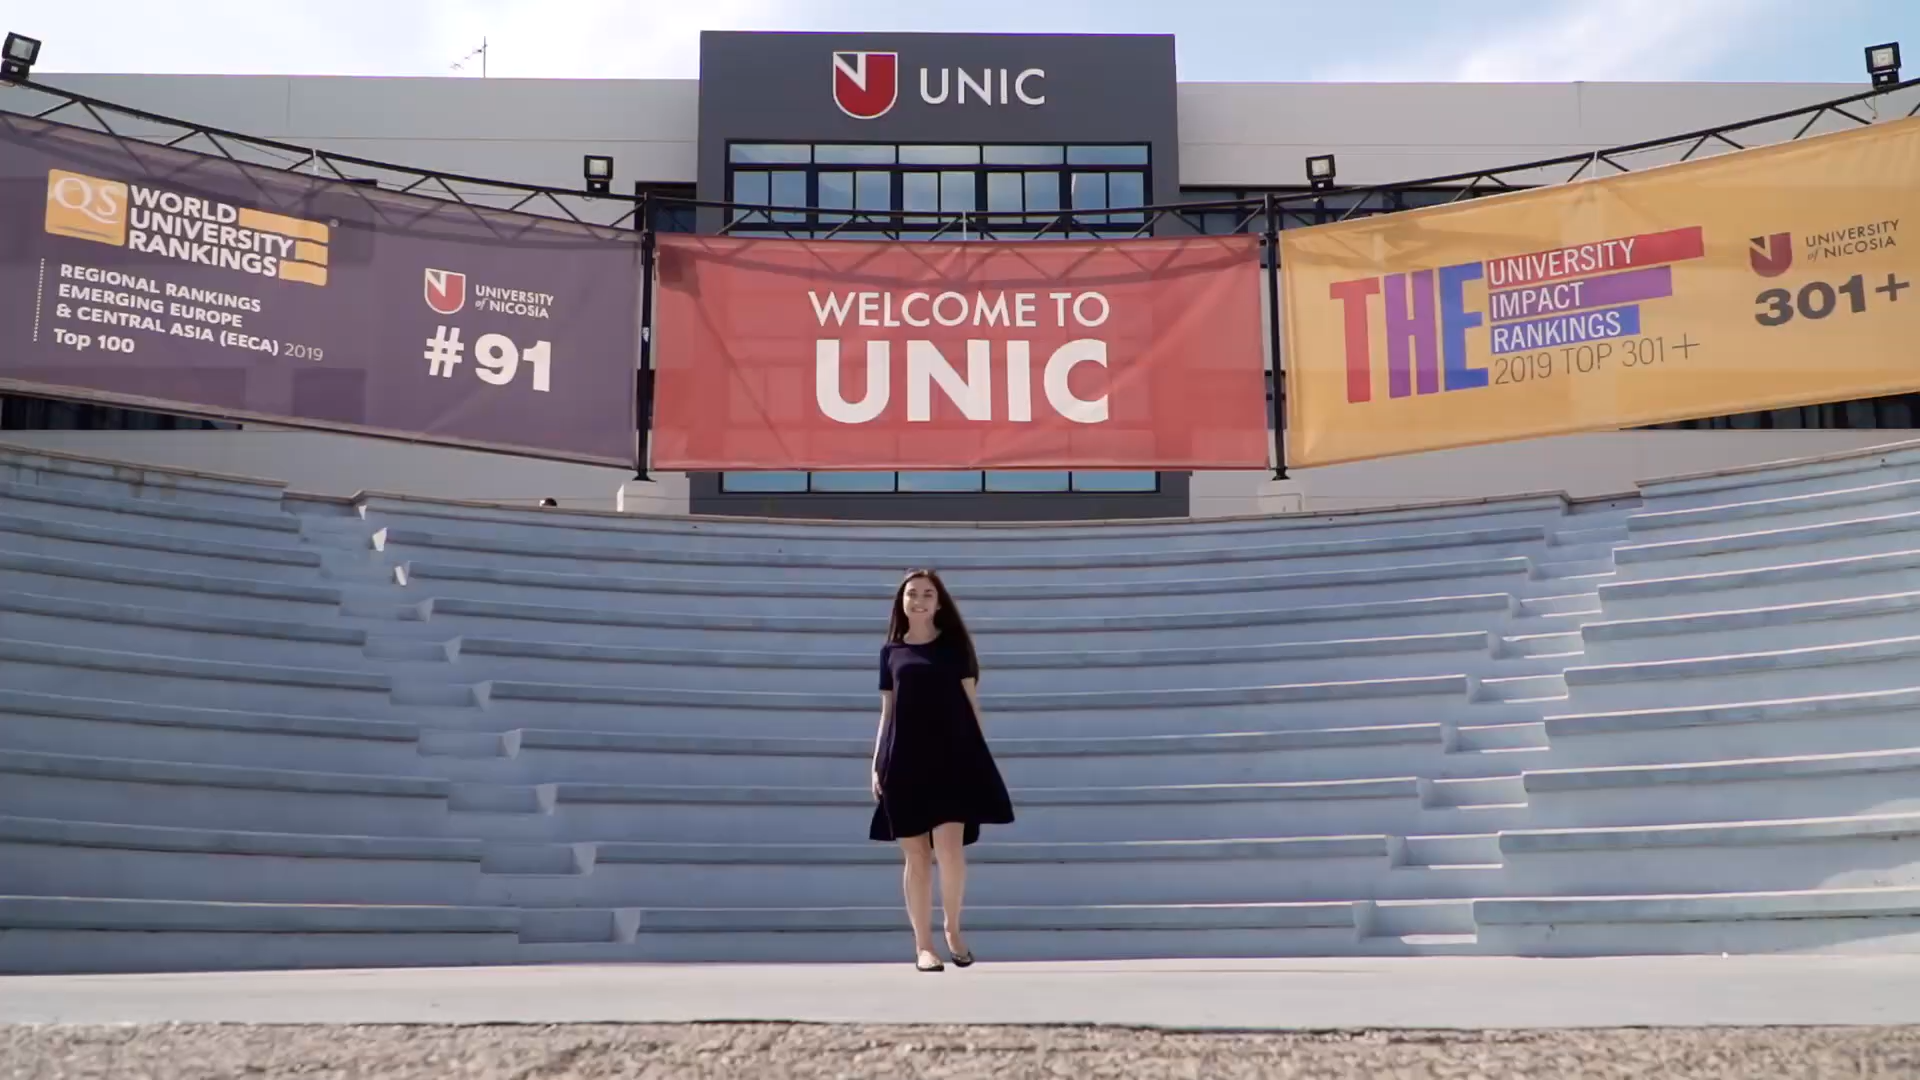 UNIC
QS
WORLD
UNIVERSITY
RANKINGS
REGIONAL RANKINGS
EMERGING EUROPE
& CENTRAL ASIA (EECA) 2019
Top 100
UNIVERSITY
of NICOSIA
#91
WELCOME TO
UNIC
THE
UNIVERSITY
IMPACT
RANKINGS
2019 TOP 301+
UNIVERSITY
of NICOSIA
301+